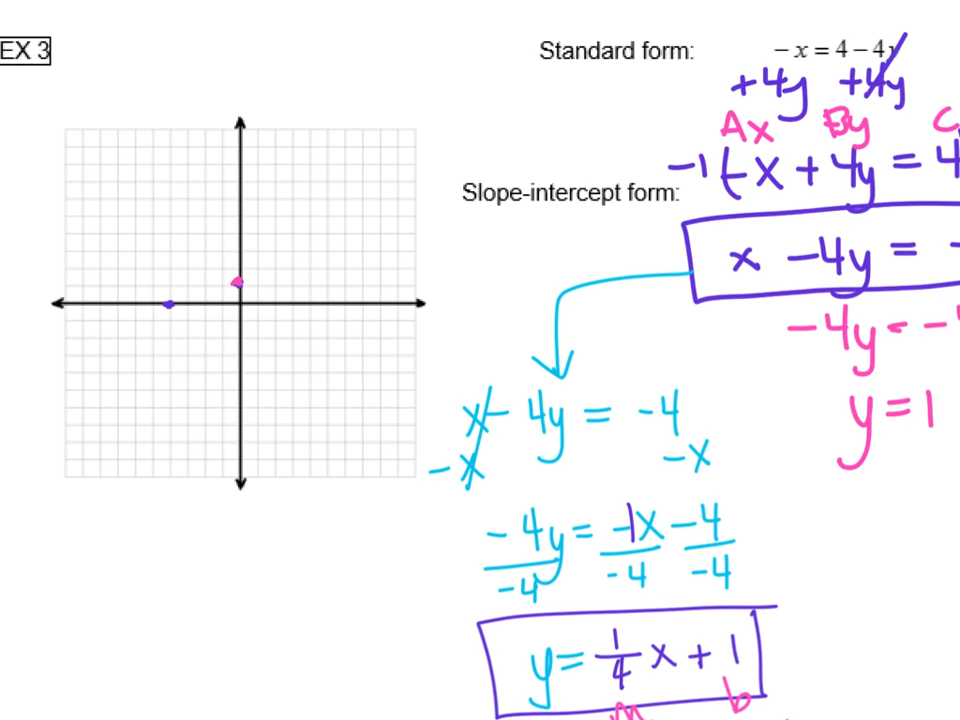 EX 3
Standard form: - x = 4 - 4y
+4y +4y
Ax By C
-1(-x + 4y = 4
Slope-intercept form:
x - 4y = -
-4y = -4
y = 1
x - 4y = -4
-x -x
-4y = -1x - 4
-4 -4 -4
y = 1/4 x + 1
m b